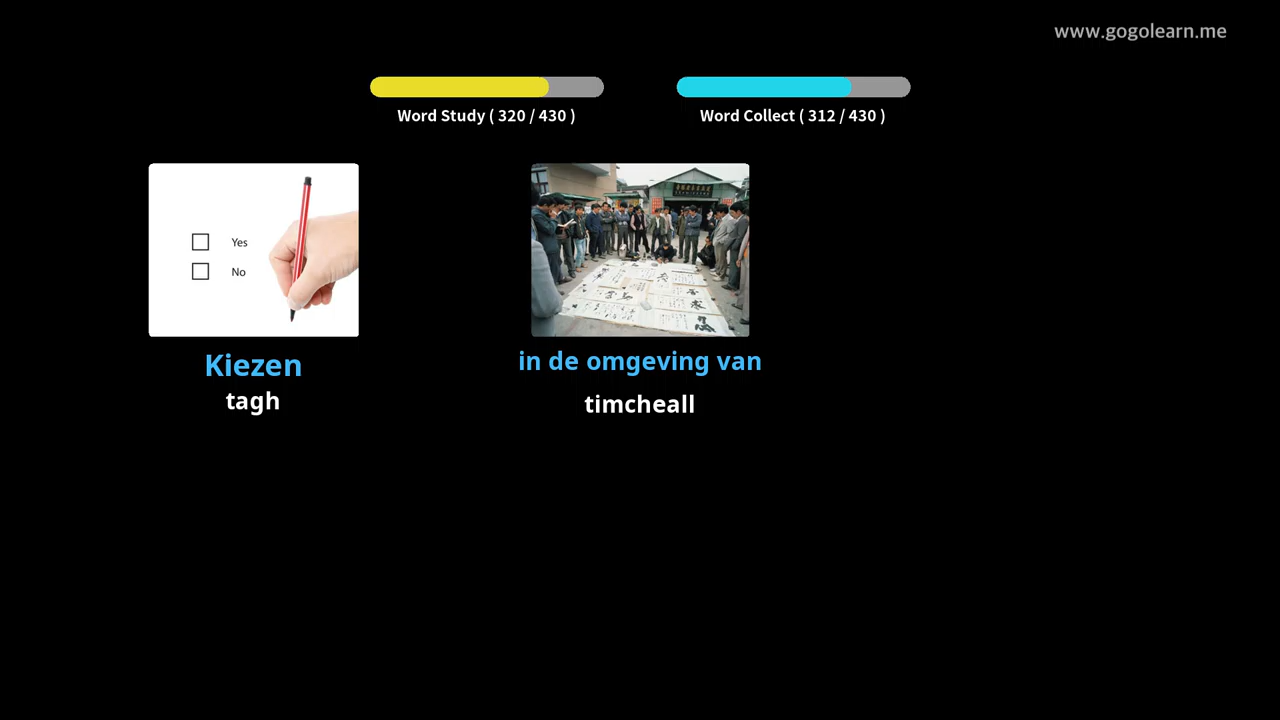 www.gogolearn.me
Word Study ( 320 / 430 )
Word Collect ( 312 / 430 )
Yes
No
Kiezen
tagh
in de omgeving van
timcheall